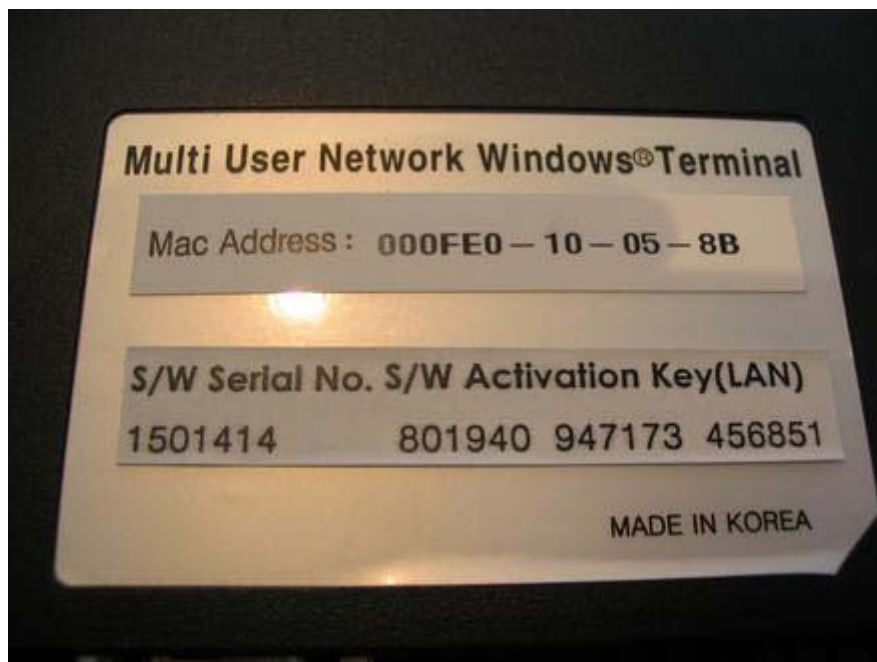 Multi User Network Windows®Terminal
Mac Address : 000FE0-10-05-8B
S/W Serial No. S/W Activation Key(LAN)
1501414 801940 947173 456851
MADE IN KOREA